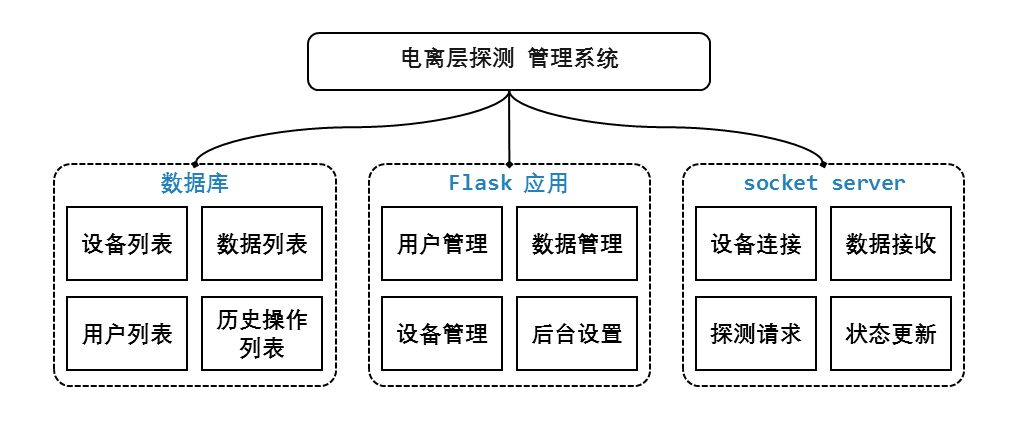 电离层探测 管理系统
数据库
设备列表
数据列表
用户列表
历史操作
列表
Flask 应用
用户管理
数据管理
设备管理
后台设置
socket server
设备连接
数据接收
探测请求
状态更新